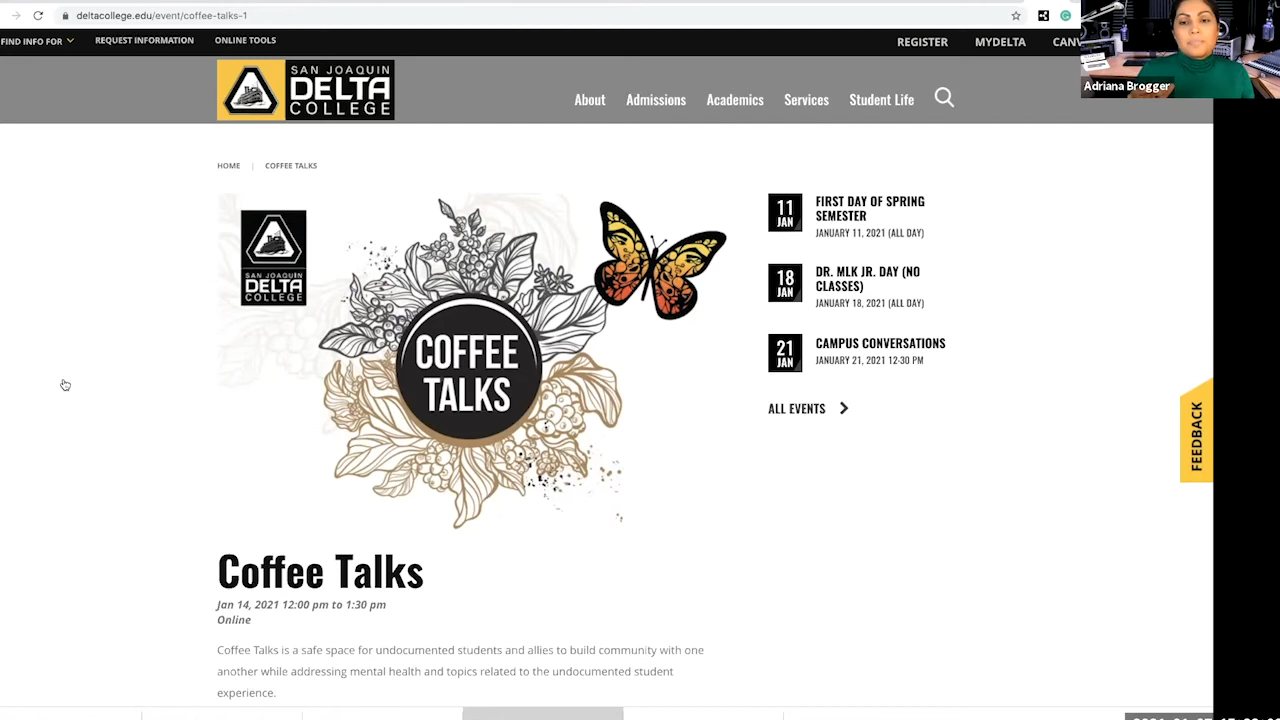 deltacollege.edu/event/coffee-talks-1
FIND INFO FOR
REQUEST INFORMATION
ONLINE TOOLS
REGISTER
MYDELTA
Adriana Brogger
SAN JOAQUIN
DELTA
COLLEGE
About
Admissions
Academics
Services
Student Life
HOME
COFFEE TALKS
SAN JOAQUIN
DELTA
COLLEGE
COFFEE
TALKS
11
JAN
FIRST DAY OF SPRING
SEMESTER
JANUARY 11, 2021 (ALL DAY)
18
JAN
DR. MLK JR. DAY (NO
CLASSES)
JANUARY 18, 2021 (ALL DAY)
21
JAN
CAMPUS CONVERSATIONS
JANUARY 21, 2021 12-30 PM
ALL EVENTS
FEEDBACK
Coffee Talks
Jan 14, 2021 12:00 pm to 1:30 pm
Online
Coffee Talks is a safe space for undocumented students and allies to build community with one
another while addressing mental health and topics related to the undocumented student
experience.